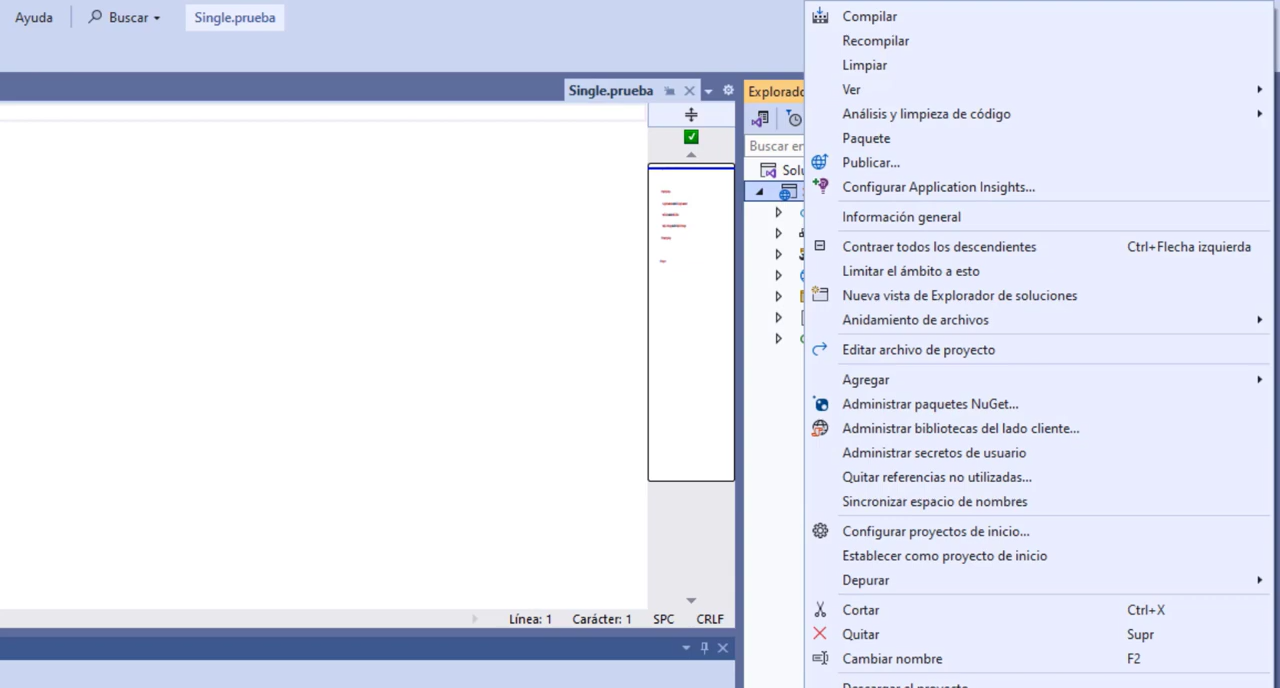 Ayuda
Buscar
Single.prueba
Single.prueba
Línea: 1 Carácter: 1 SPC CRLF
Explorado
Buscar en
Solu
Compilar
Recompilar
Limpiar
Ver
Análisis y limpieza de código
Paquete
Publicar...
Configurar Application Insights...
Información general
Contraer todos los descendientes Ctrl+Flecha izquierda
Limitar el ámbito a esto
Nueva vista de Explorador de soluciones
Anidamiento de archivos
Editar archivo de proyecto
Agregar
Administrar paquetes NuGet...
Administrar bibliotecas del lado cliente...
Administrar secretos de usuario
Quitar referencias no utilizadas...
Sincronizar espacio de nombres
Configurar proyectos de inicio...
Establecer como proyecto de inicio
Depurar
Cortar Ctrl+X
Quitar Supr
Cambiar nombre F2
Descargar el proyecto